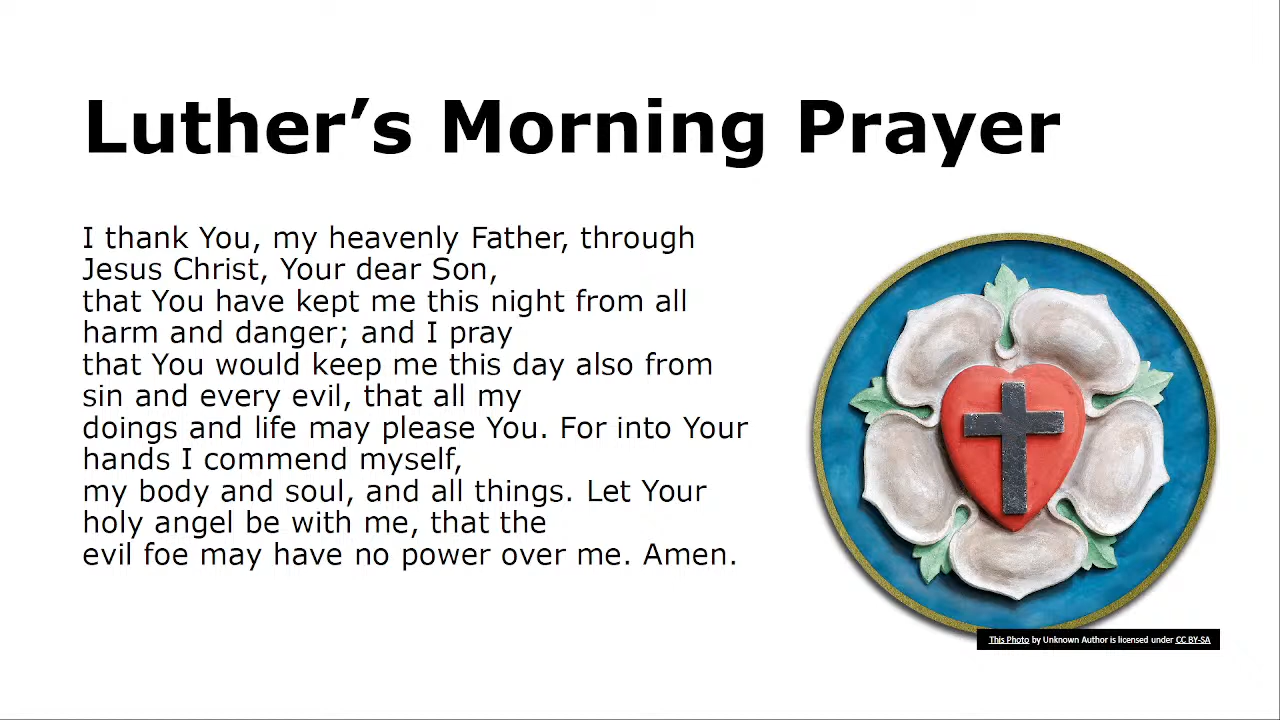 Luther’s Morning Prayer
I thank You, my heavenly Father, through
Jesus Christ, Your dear Son,
that You have kept me this night from all
harm and danger; and I pray
that You would keep me this day also from
sin and every evil, that all my
doings and life may please You. For into Your
hands I commend myself,
my body and soul, and all things. Let Your
holy angel be with me, that the
evil foe may have no power over me. Amen.
This Photo by Unknown Author is licensed under CC BY-SA